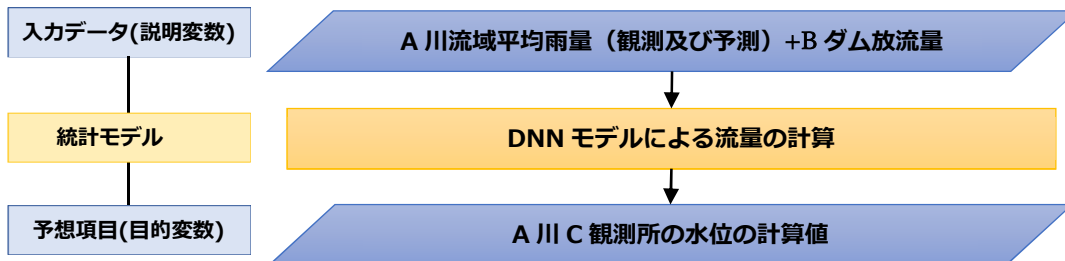 入力データ(説明変数)
A 川流域平均雨量（観測及び予測）+B ダム放流量
統計モデル
DNN モデルによる流量の計算
予想項目(目的変数)
A 川 C 観測所の水位の計算値